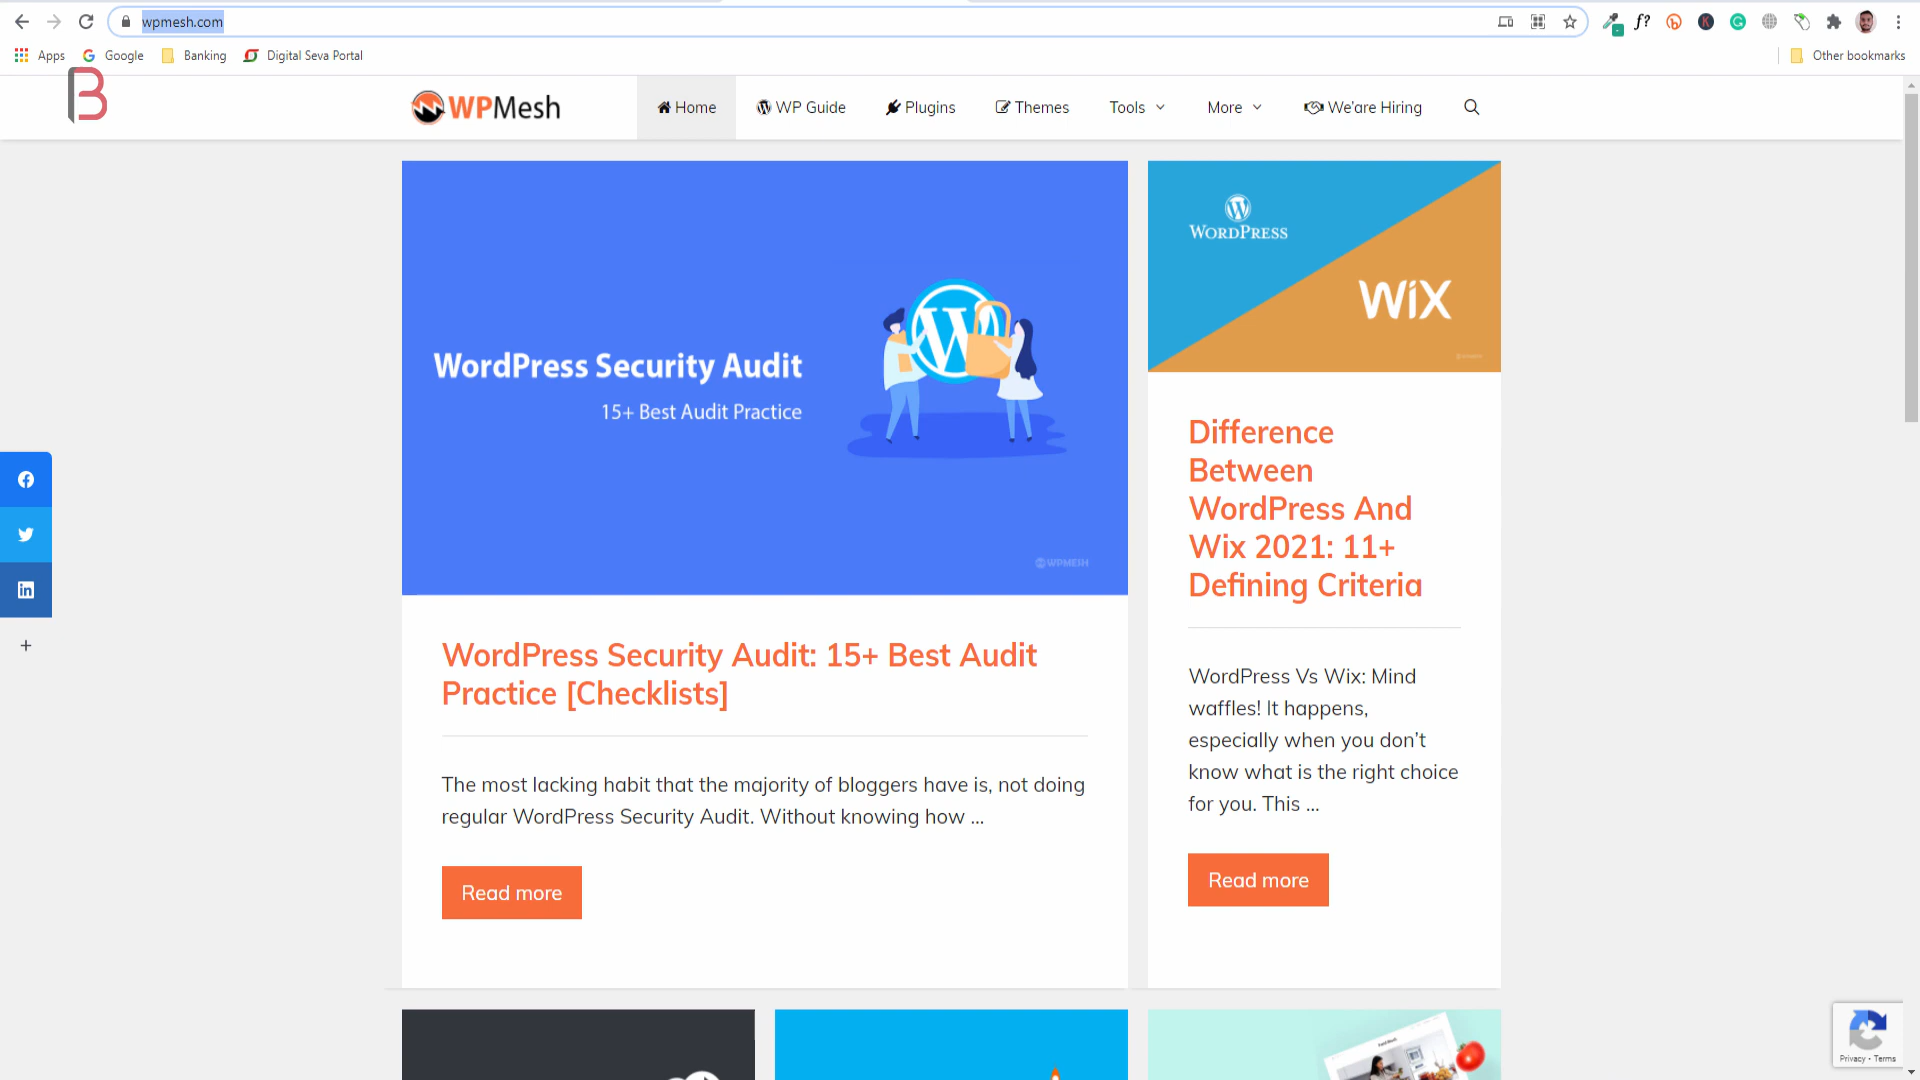 wpmesh.com
f?
Apps
Google
Banking
Digital Seva Portal
Other bookmarks
B
WPMesh
Home
WP Guide
Plugins
Themes
Tools
More
We'are Hiring
WordPress Security Audit
15+ Best Audit Practice
WPMESH
WordPress Security Audit: 15+ Best Audit
Practice [Checklists]
The most lacking habit that the majority of bloggers have is, not doing
regular WordPress Security Audit. Without knowing how ...
Read more
WORDPRESS
WiX
Difference
Between
WordPress And
Wix 2021: 11+
Defining Criteria
WordPress Vs Wix: Mind
waffles! It happens,
especially when you don’t
know what is the right choice
for you. This ...
Read more
Privacy • Terms